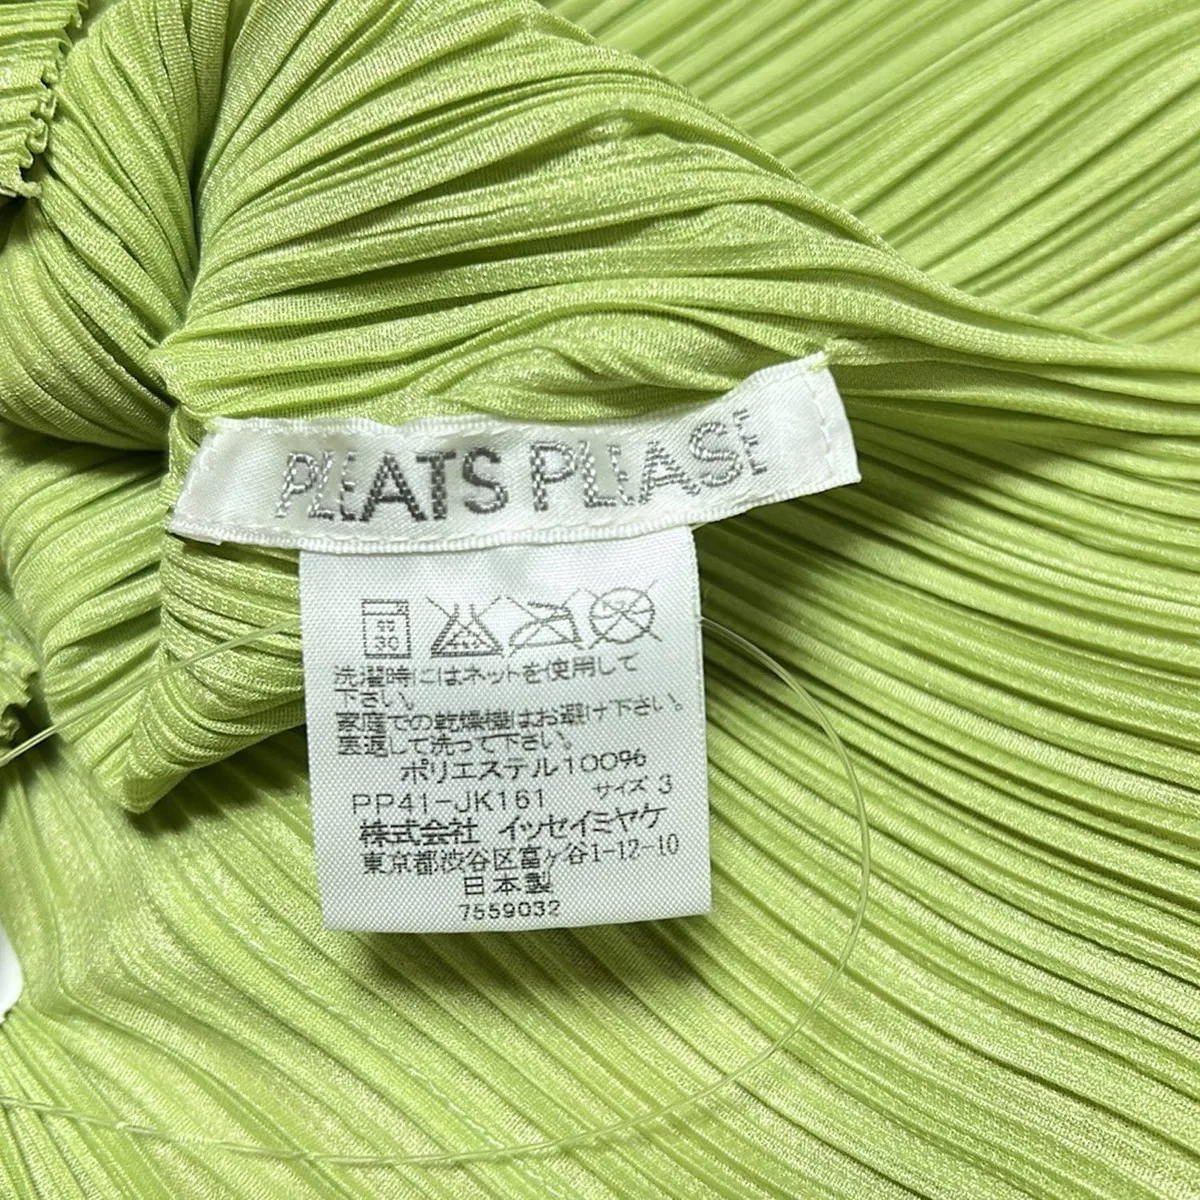 PLEATS PLEASE
30
洗濯時にはネットを使用して
下さい。
家庭での乾燥機はお避け下さい。
裏返して洗って下さい。
ポリエステル100%
PP41-JK161 サイズ 3
株式会社 イッセイミヤケ
東京都渋谷区富ヶ谷1-12-10
日本製
7559032